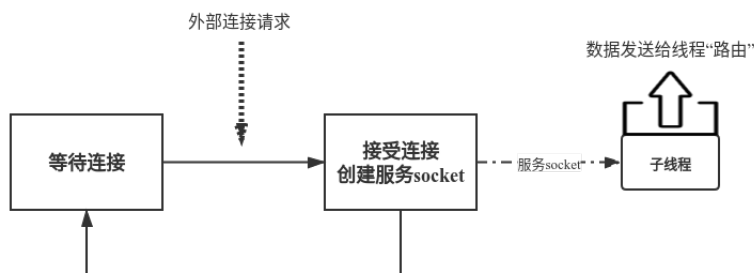 外部连接请求
数据发送给线程“路由”
等待连接
接受连接
创建服务socket
服务socket
子线程